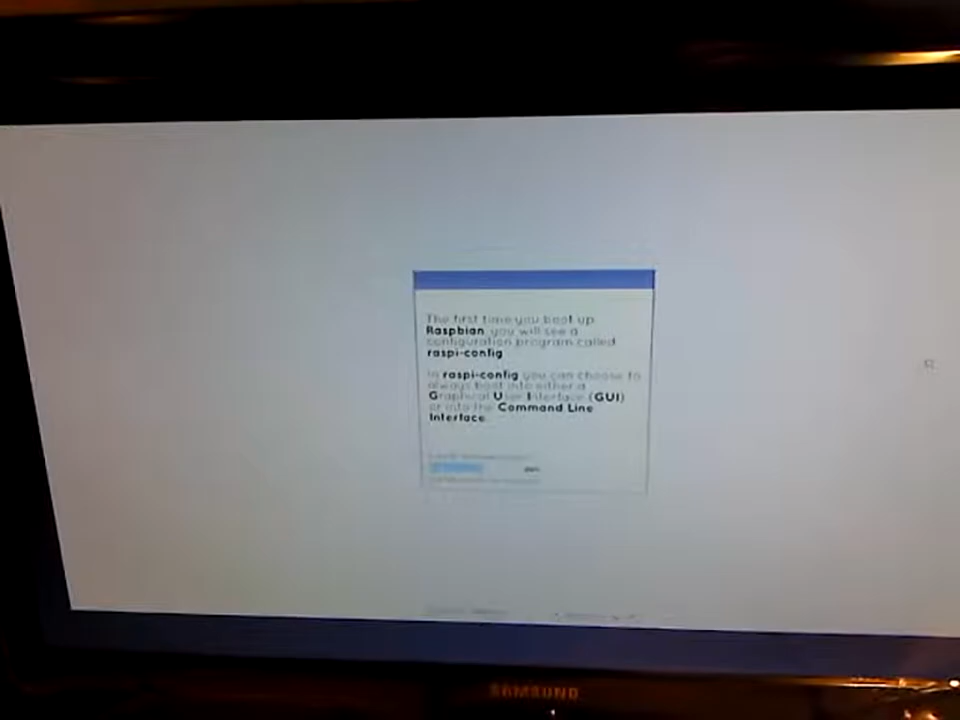 The first time you boot up
Raspbian you will see a
configuration program called
raspi-config
In raspi-config you can choose to
always boot into either a
Graphical User Interface (GUI)
or into the Command Line
Interface.
SAMSUNG